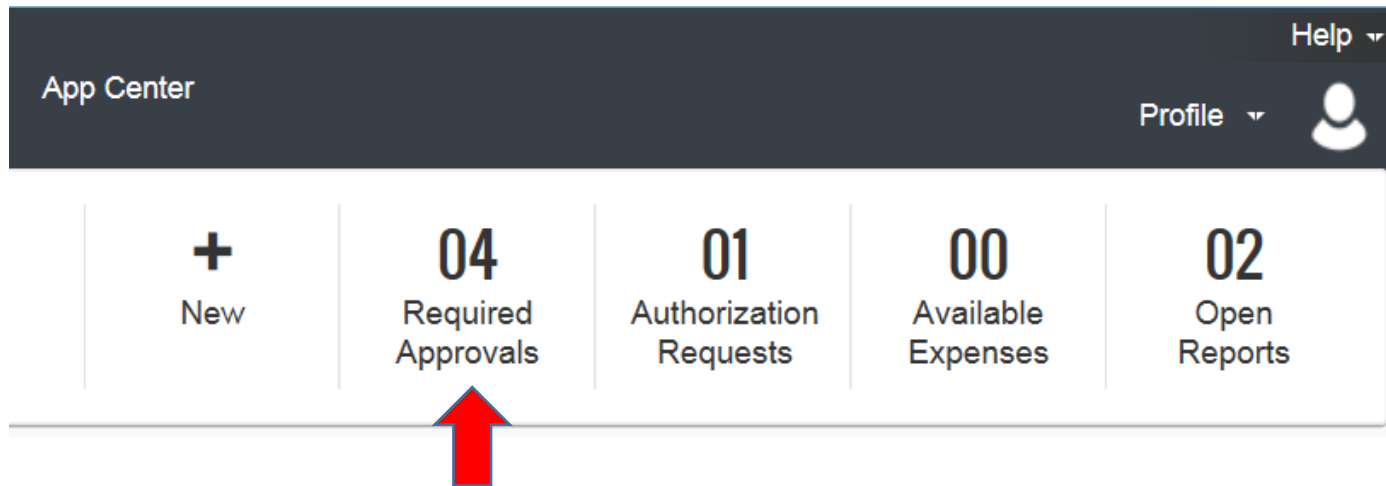 Help
App Center
Profile
+
New
04
Required
Approvals
01
Authorization
Requests
00
Available
Expenses
02
Open
Reports